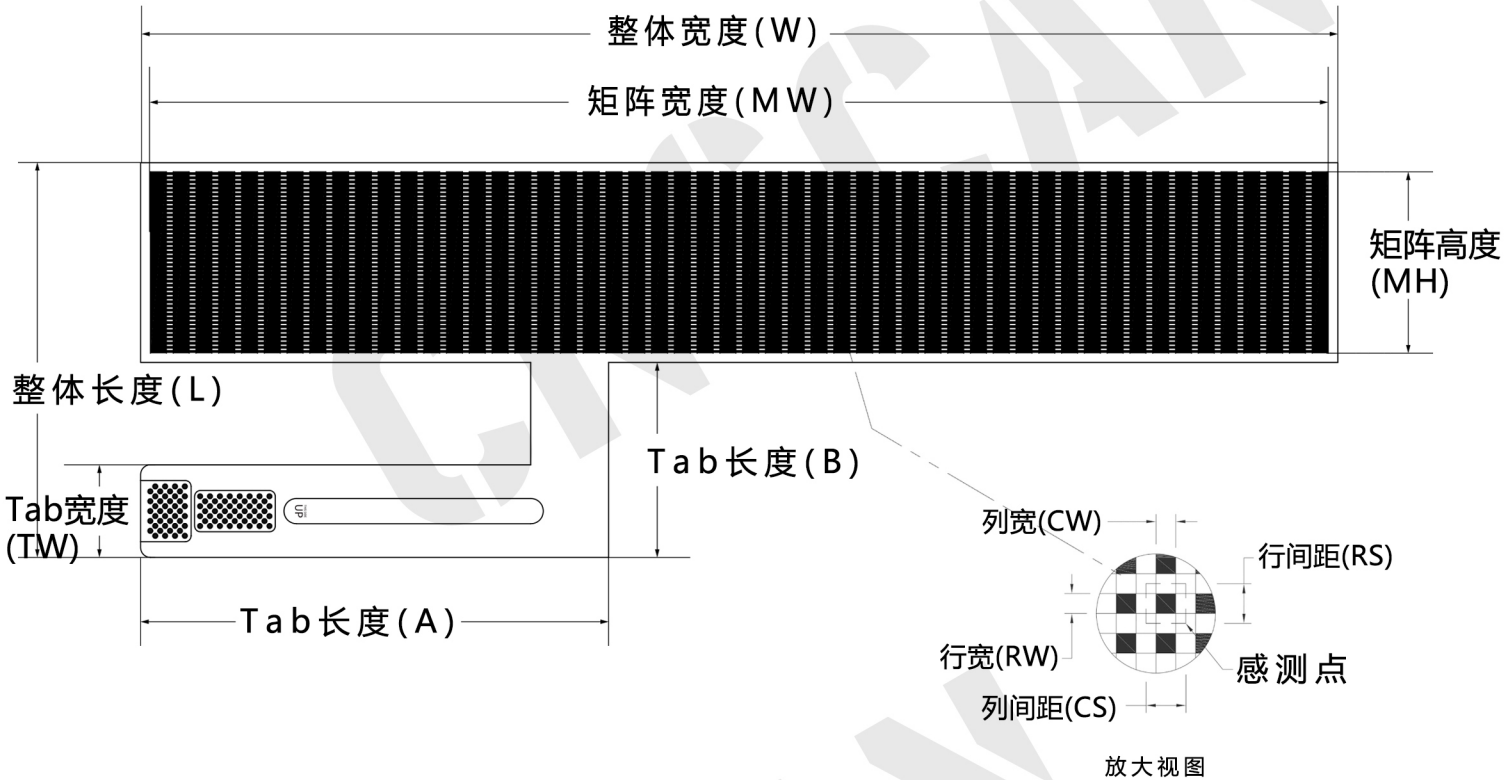 整体宽度(W)
矩阵宽度(MW)
矩阵高度
(MH)
整体长度(L)
Tab长度(B)
Tab宽度
(TW)
UP
Tab长度(A)
列宽(CW)
行间距(RS)
行宽(RW)
感测点
列间距(CS)
放大视图